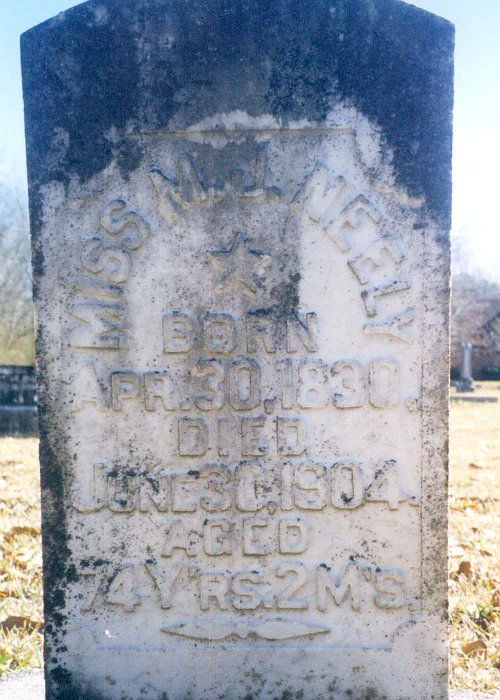 MISS M. J. NEELY
BORN
APR. 30, 1830.
DIED
JUNE 30, 1904.
AGED
74 Y'RS. 2 M'S.